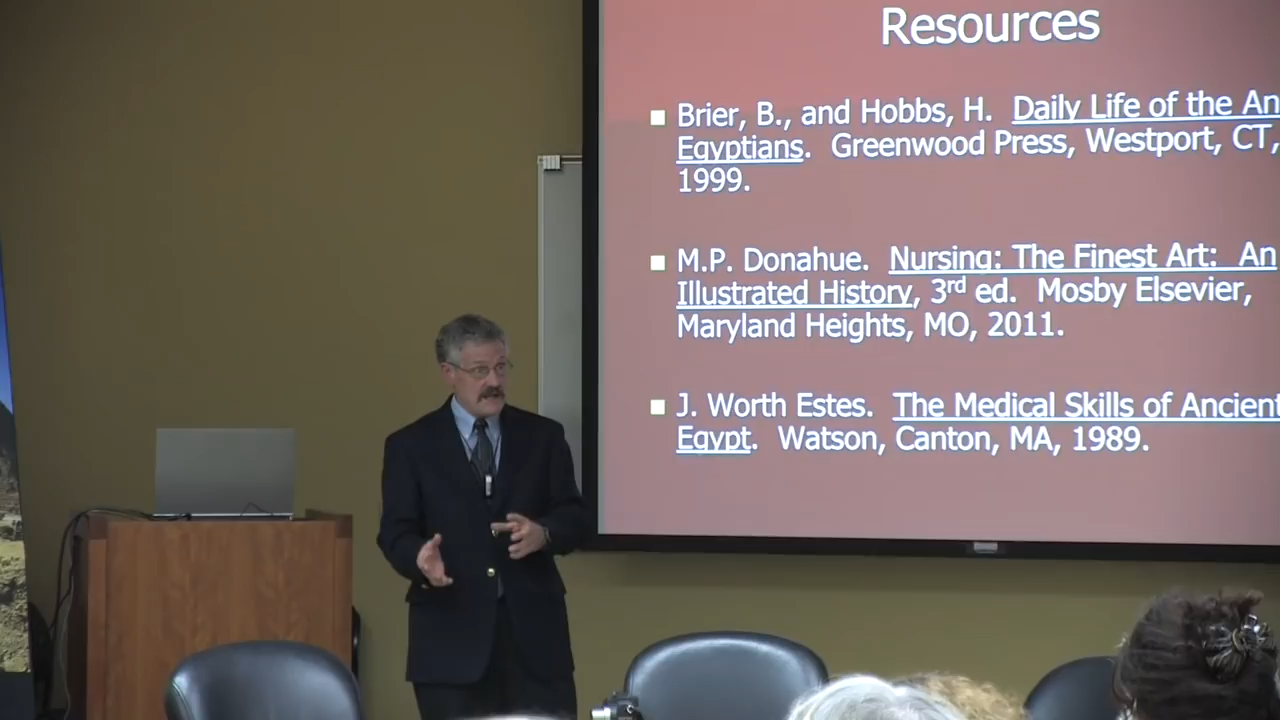 Resources
Brier, B., and Hobbs, H. Daily Life of the An
Egyptians. Greenwood Press, Westport, CT,
1999.
M.P. Donahue. Nursing: The Finest Art: An
Illustrated History, 3rd ed. Mosby Elsevier,
Maryland Heights, MO, 2011.
J. Worth Estes. The Medical Skills of Ancient
Egypt. Watson, Canton, MA, 1989.